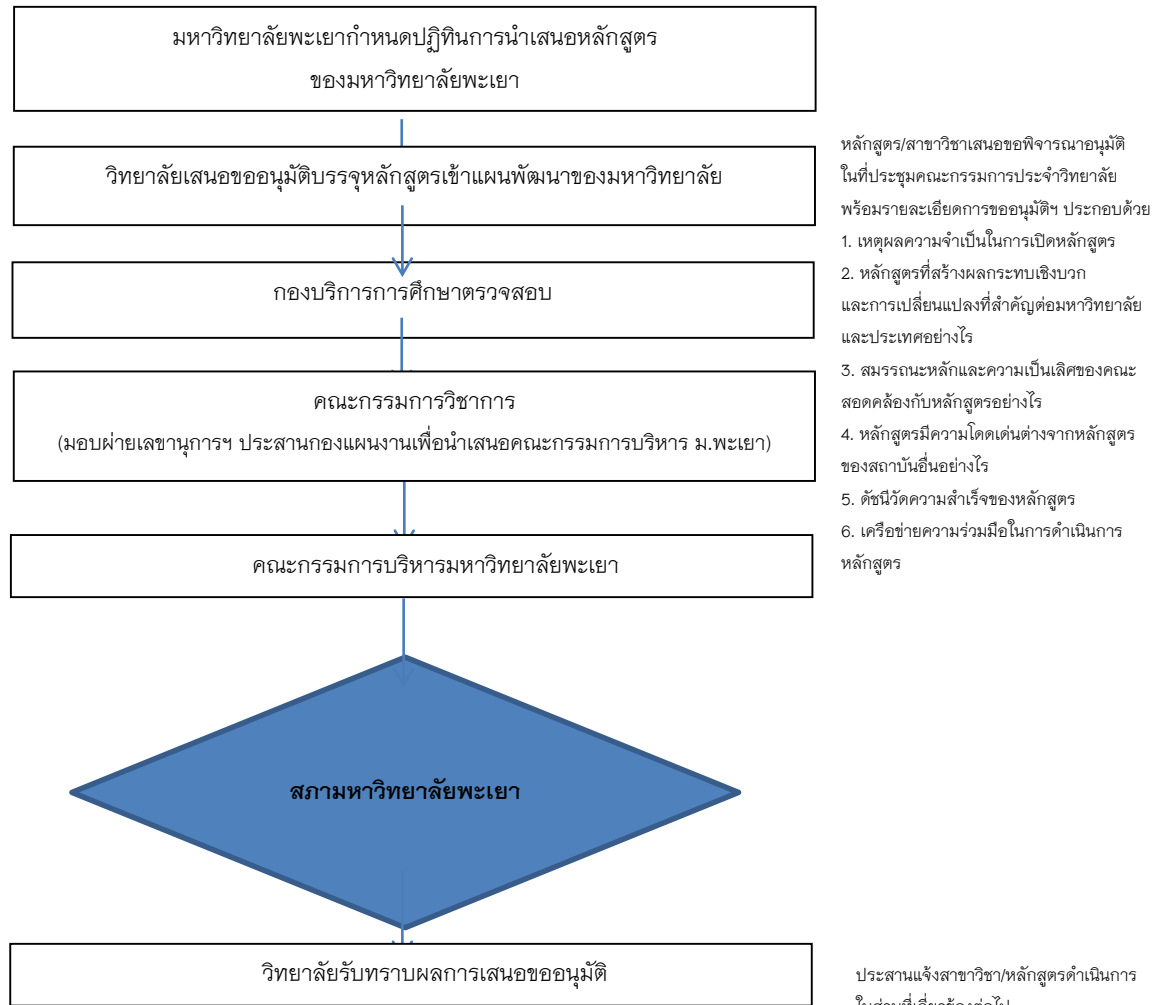 มหาวิทยาลัยพะเยากำหนดปฏิทินการนำเสนอหลักสูตร
ของมหาวิทยาลัยพะเยา
วิทยาลัยเสนอขออนุมัติบรรจุหลักสูตรเข้าแผนพัฒนาของมหาวิทยาลัย
หลักสูตร/สาขาวิชาเสนอขอพิจารณาอนุมัติ
ในที่ประชุมคณะกรรมการประจำวิทยาลัย
พร้อมรายละเอียดการขออนุมัติฯ ประกอบด้วย
1. เหตุผลความจำเป็นในการเปิดหลักสูตร
2. หลักสูตรที่สร้างผลกระทบเชิงบวก
และการเปลี่ยนแปลงที่สำคัญต่อมหาวิทยาลัย
และประเทศอย่างไร
3. สมรรถนะหลักและความเป็นเลิศของคณะ
สอดคล้องกับหลักสูตรอย่างไร
4. หลักสูตรมีความโดดเด่นต่างจากหลักสูตร
ของสถาบันอื่นอย่างไร
5. ดัชนีวัดความสำเร็จของหลักสูตร
6. เครือข่ายความร่วมมือในการดำเนินการ
หลักสูตร
กองบริการการศึกษาตรวจสอบ
คณะกรรมการวิชาการ
(มอบฝ่ายเลขานุการฯ ประสานกองแผนงานเพื่อนำเสนอคณะกรรมการบริหาร ม.พะเยา)
คณะกรรมการบริหารมหาวิทยาลัยพะเยา
สภามหาวิทยาลัยพะเยา
วิทยาลัยรับทราบผลการเสนอขออนุมัติ
ประสานแจ้งสาขาวิชา/หลักสูตรดำเนินการ